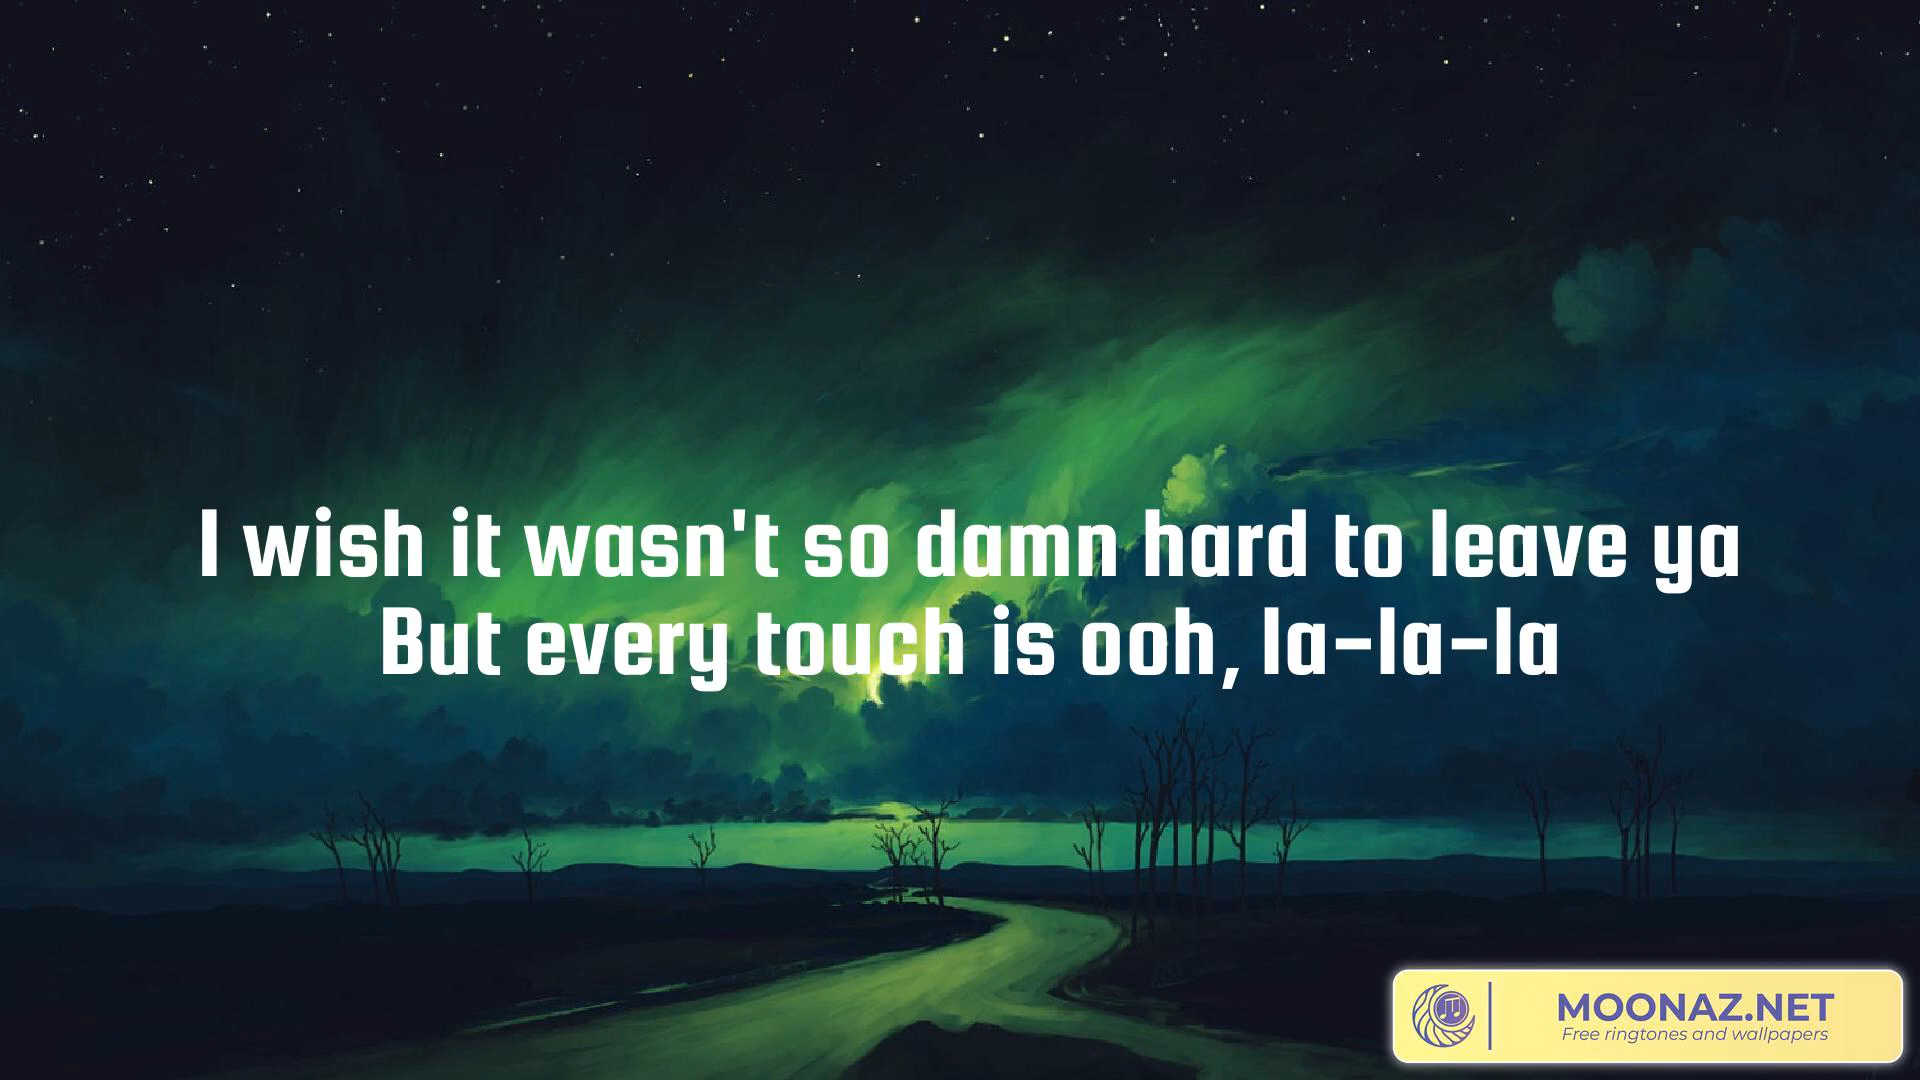 I wish it wasn't so damn hard to leave ya
But every touch is ooh, la-la-la
MOONAZ.NET
Free ringtones and wallpapers